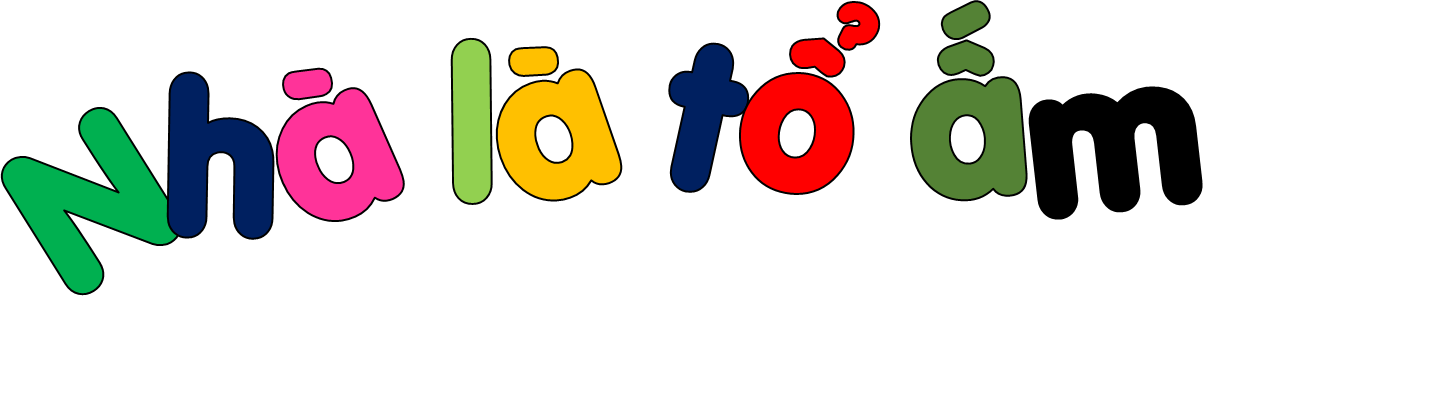 Nhà là tổ ấm